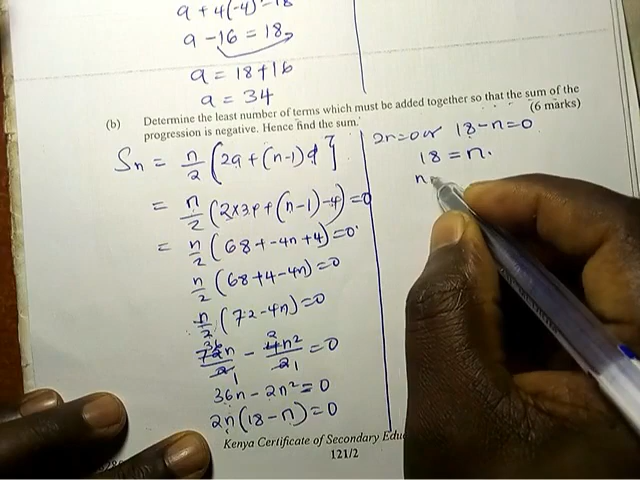 a + 4(-4) = 18
a - 16 = 18
a = 18 + 16
a = 34
(b) Determine the least number of terms which must be added together so that the sum of the progression is negative. Hence find the sum. (6 marks)
Sn = n/2 (2a + (n-1)d]
= n/2 (2x34 + (n-1)-4) = 0
= n/2 (68 + -4n + 4) = 0
n/2 (68 + 4 - 4n) = 0
n/2 (72 - 4n) = 0
72n/2 - 4n²/2 = 0
36n - 2n² = 0
2n(18 - n) = 0
2n = 0 or 18 - n = 0
18 = n.
n
Kenya Certificate of Secondary
121/2